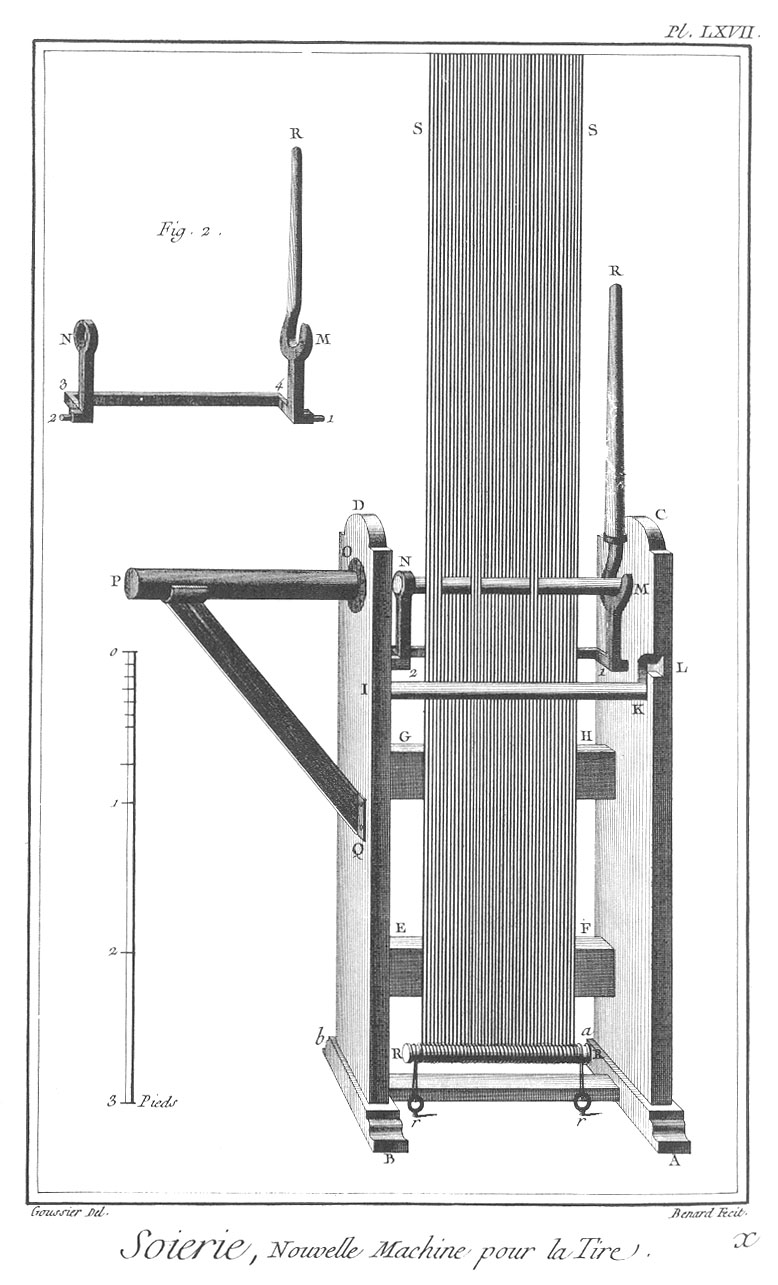 Pl. LXVII.
S S
R
Fig. 2.
N M
3 4
2 1
R
D C
O
P N M
0
2 1 L
I K
G H
1
Q
2 E F
b a
R R
3 Pieds
r r
B A
Goussier Del. Benard Fecit.
Soierie, Nouvelle Machine pour la Tire.
x